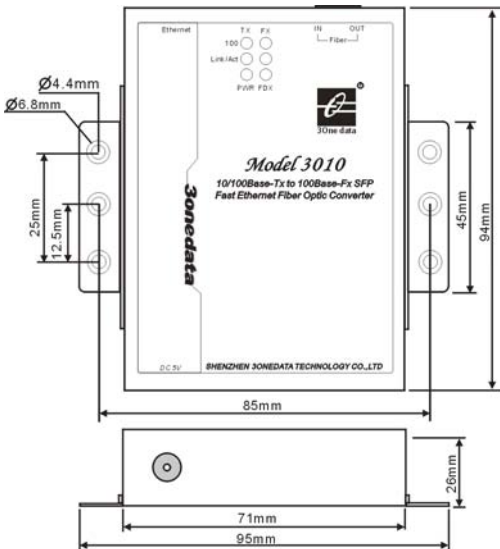 Ethernet
TX FX
IN OUT
Fiber
100
Link/Act
PWR FDX
R
3One data
Ø4.4mm
Ø6.8mm
Model 3010
10/100Base-Tx to 100Base-Fx SFP
Fast Ethernet Fiber Optic Converter
3onedata
25mm
12.5mm
45mm
94mm
DC 5V
SHENZHEN 3ONEDATA TECHNOLOGY CO.,LTD
85mm
26mm
71mm
95mm